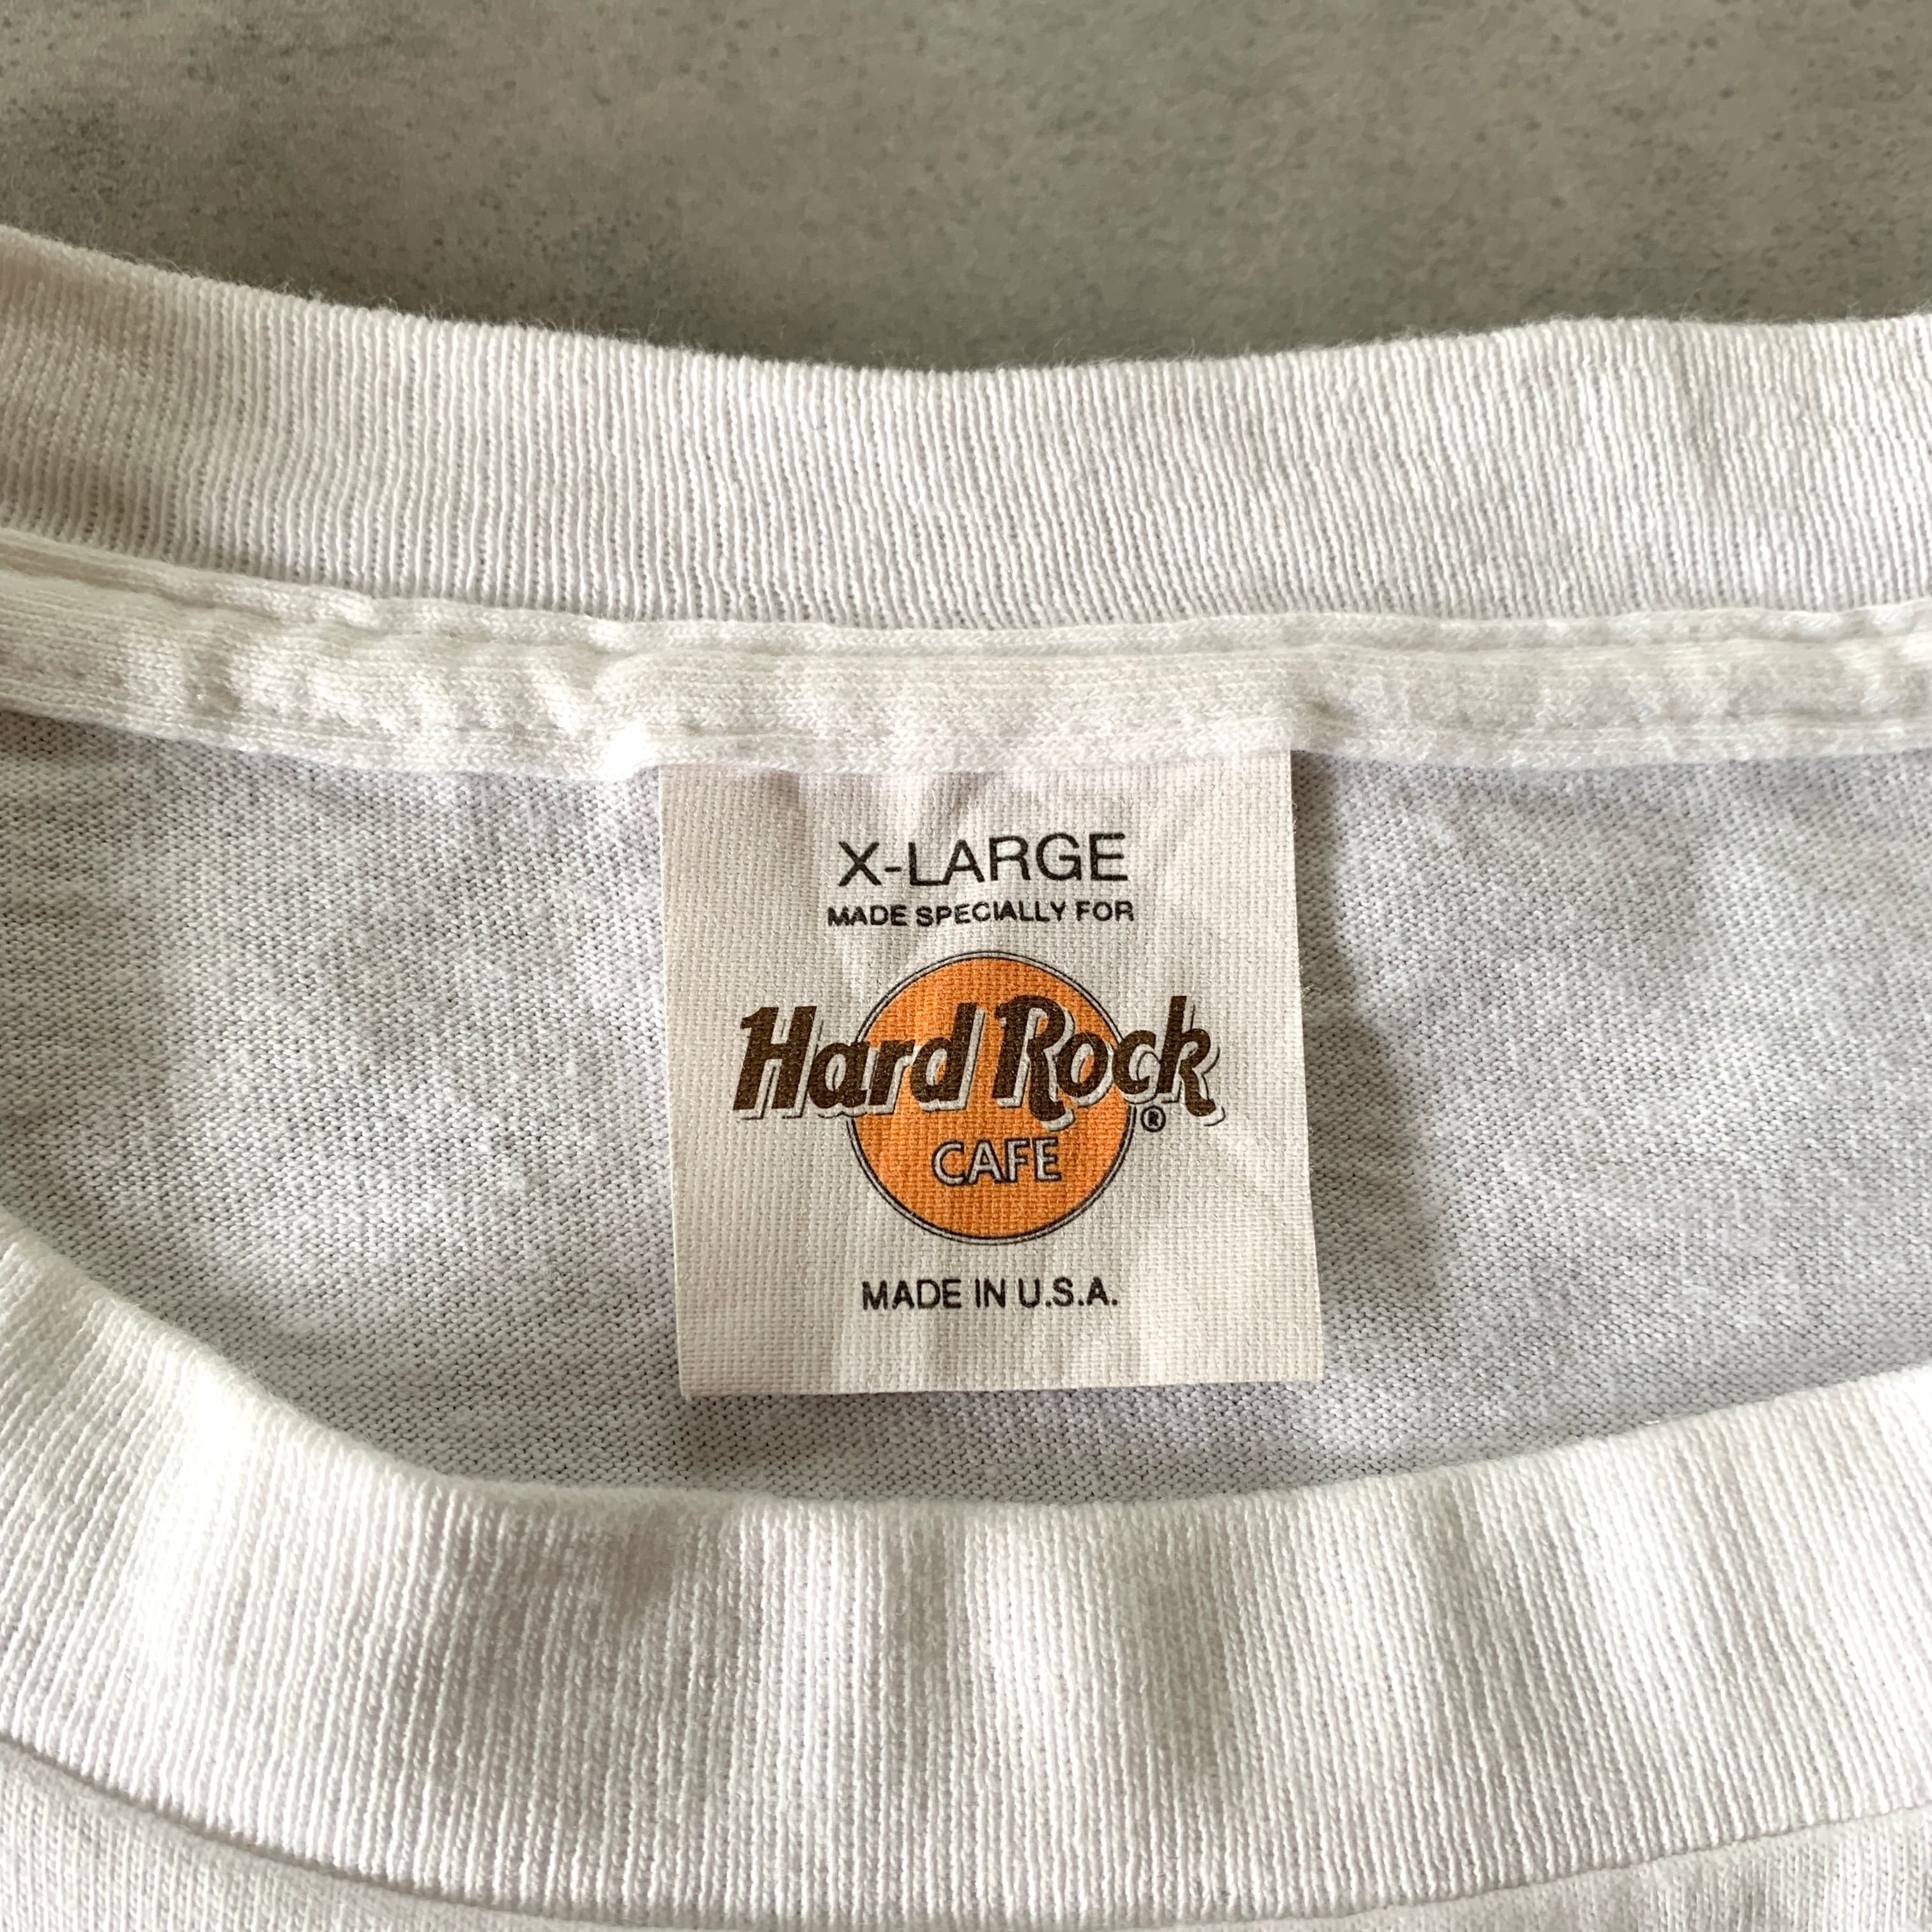 X-LARGE
MADE SPECIALLY FOR
Hard Rock
®
CAFE
MADE IN U.S.A.